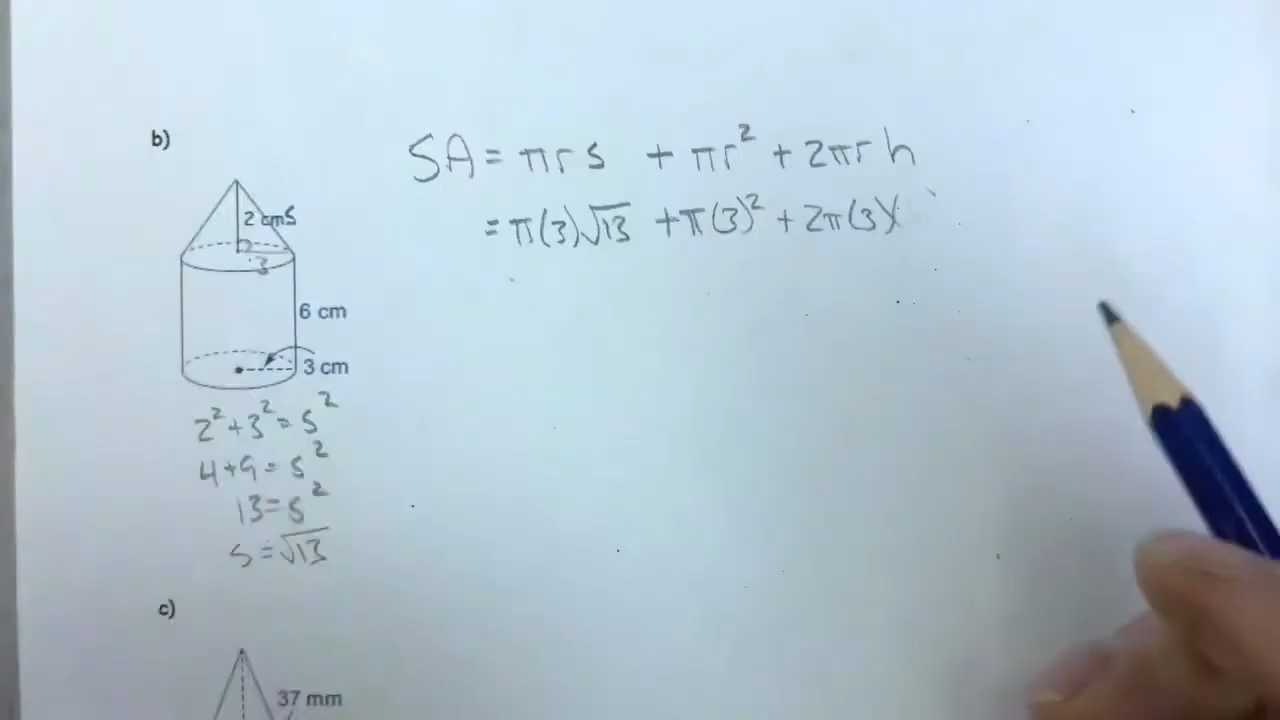 b)
SA = πrs + πr² + 2πrh
= π(3)√13 + π(3)² + 2π(3)(
2 cm s
3
6 cm
3 cm
2² + 3² = s²
4 + 9 = s²
13 = s²
s = √13
c)
37 mm